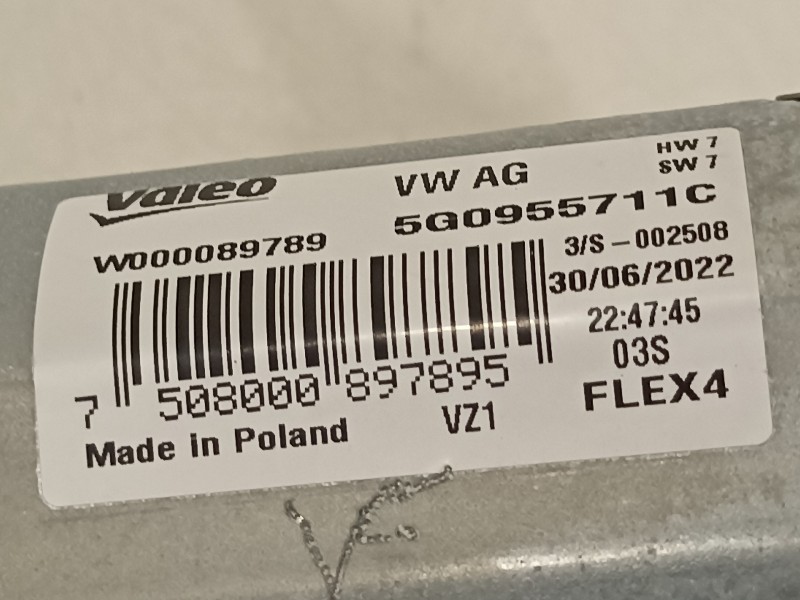 Valeo
VW AG
HW 7
SW 7
W000089789
5G0955711C
3/S-002508
30/06/2022
22:47:45
03S
FLEX4
7 508000 897895
Made in Poland
VZ1